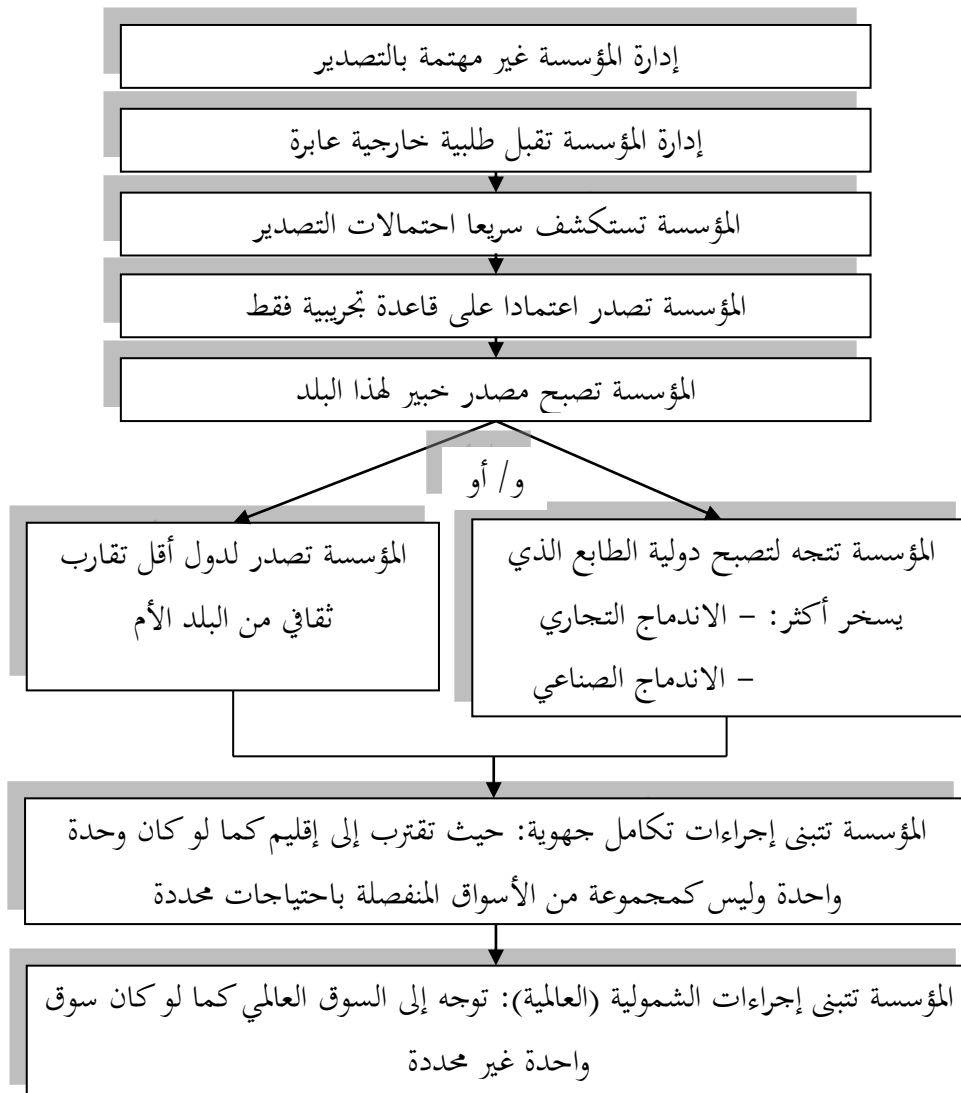 إدارة المؤسسة غير مهتمة بالتصدير
إدارة المؤسسة تقبل طلبية خارجية عابرة
المؤسسة تستكشف سريعا احتمالات التصدير
المؤسسة تصدر اعتمادا على قاعدة تجريبية فقط
المؤسسة تصبح مصدر خبير لهذا البلد
و/ أو
المؤسسة تتجه لتصبح دولية الطابع الذي
يسخر أكثر: – الاندماج التجاري
– الاندماج الصناعي
المؤسسة تصدر لدول أقل تقارب
ثقافي من البلد الأم
المؤسسة تتبنى إجراءات تكامل جهوية: حيث تقترب إلى إقليم كما لو كان وحدة
واحدة وليس كمجموعة من الأسواق المنفصلة باحتياجات محددة
المؤسسة تتبنى إجراءات الشمولية (العالمية): توجه إلى السوق العالمي كما لو كان سوق
واحدة غير محددة